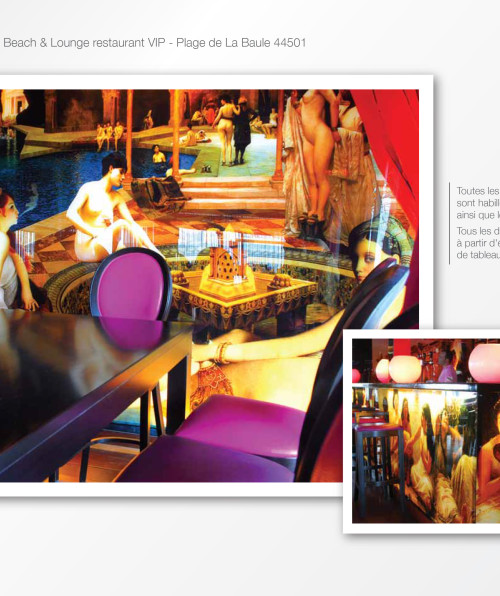 Beach & Lounge restaurant VIP - Plage de La Baule 44501
Toutes les
sont habill
ainsi que l
Tous les d
à partir d'e
de tableau